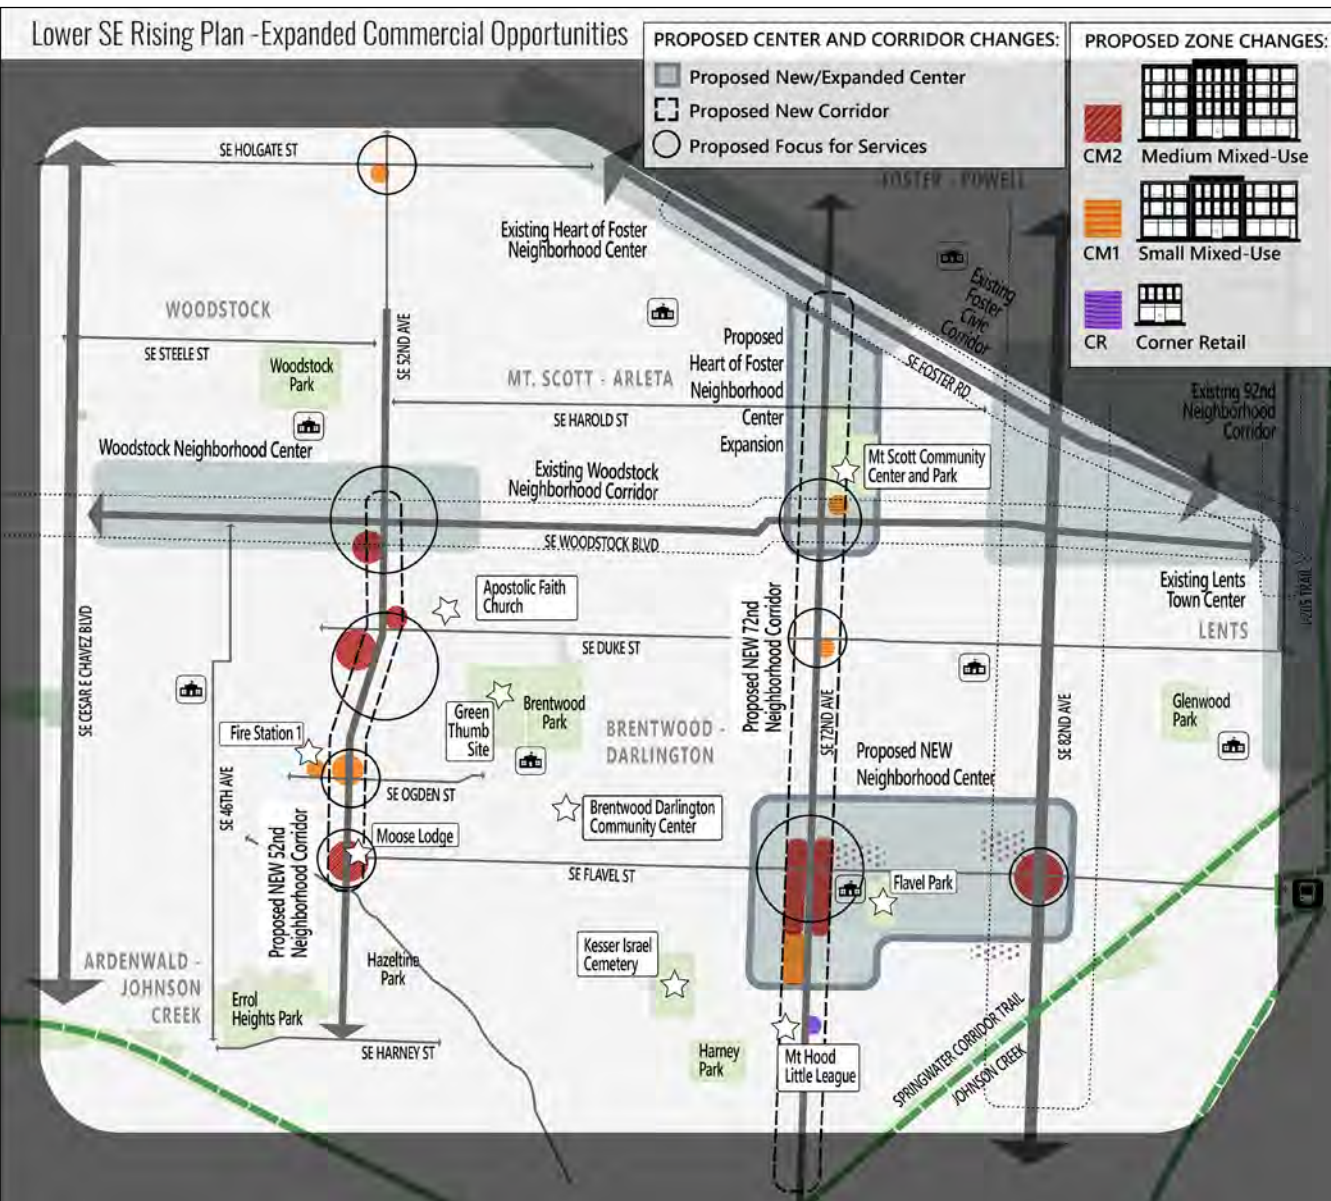 Lower SE Rising Plan -Expanded Commercial Opportunities
PROPOSED CENTER AND CORRIDOR CHANGES:
Proposed New/Expanded Center
Proposed New Corridor
Proposed Focus for Services
PROPOSED ZONE CHANGES:
CM2 Medium Mixed-Use
CM1 Small Mixed-Use
CR Corner Retail
SE HOLGATE ST
FOSTER - POWELL
Existing Heart of Foster
Neighborhood Center
Existing
Foster
Civic
Corridor
WOODSTOCK
SE STEELE ST
SE 52ND AVE
Woodstock
Park
MT. SCOTT - ARLETA
Proposed
Heart of Foster
Neighborhood
Center
Expansion
SE FOSTER RD
Existing 92nd
Neighborhood
Corridor
SE HAROLD ST
Woodstock Neighborhood Center
Existing Woodstock
Neighborhood Corridor
Mt Scott Community
Center and Park
SE WOODSTOCK BLVD
Apostolic Faith
Church
Existing Lents
Town Center
I-205 TRAIL
LENTS
SE CESAR E CHAVEZ BLVD
SE DUKE ST
Proposed NEW 72nd
Neighborhood Corridor
SE 72ND AVE
SE 82ND AVE
Glenwood
Park
Green
Thumb
Site
Brentwood
Park
BRENTWOOD -
DARLINGTON
Fire Station 1
Proposed NEW
Neighborhood Center
SE 46TH AVE
SE OGDEN ST
Brentwood Darlington
Community Center
Moose Lodge
Proposed NEW 52nd
Neighborhood Corridor
SE FLAVEL ST
Flavel Park
Kesser Israel
Cemetery
ARDENWALD -
JOHNSON
CREEK
Hazeltine
Park
Errol
Heights Park
SE HARNEY ST
Harney
Park
Mt Hood
Little League
SPRINGWATER CORRIDOR TRAIL
JOHNSON CREEK